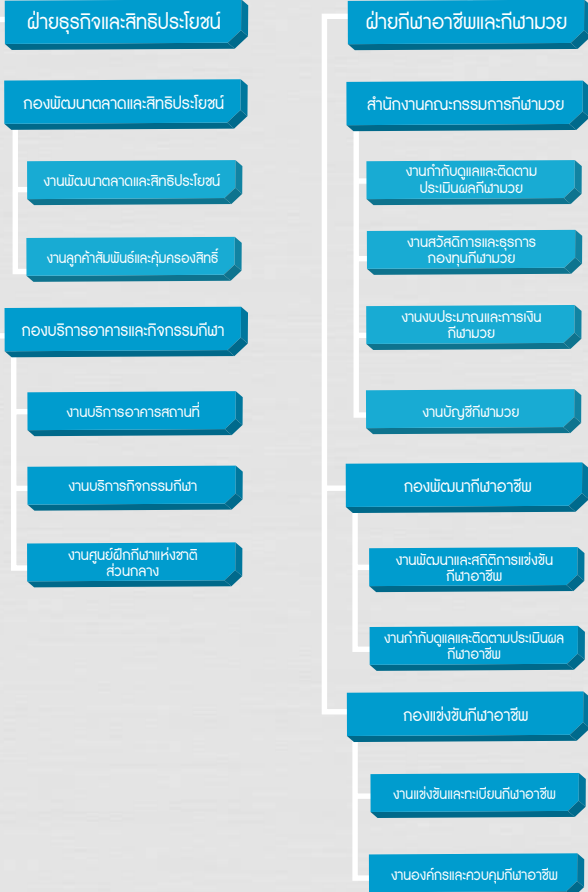 ฝ่ายธุรกิจและสิทธิประโยชน์
กองพัฒนาตลาดและสิทธิประโยชน์
งานพัฒนาตลาดและสิทธิประโยชน์
งานลูกค้าสัมพันธ์และคุ้มครองสิทธิ์
กองบริการอาคารและกิจกรรมกีฬา
งานบริการอาคารสถานที่
งานบริการกิจกรรมกีฬา
งานศูนย์ฝึกกีฬาแห่งชาติ
ส่วนกลาง
ฝ่ายกีฬาอาชีพและกีฬามวย
สำนักงานคณะกรรมการกีฬามวย
งานกำกับดูแลและติดตาม
ประเมินผลกีฬามวย
งานสวัสดิการและธุรการ
กองทุนกีฬามวย
งานงบประมาณและการเงิน
กีฬามวย
งานบัญชีกีฬามวย
กองพัฒนากีฬาอาชีพ
งานพัฒนาและสถิติการแข่งขัน
กีฬาอาชีพ
งานกำกับดูแลและติดตามประเมินผล
กีฬาอาชีพ
กองแข่งขันกีฬาอาชีพ
งานแข่งขันและทะเบียนกีฬาอาชีพ
งานองค์กรและควบคุมกีฬาอาชีพ